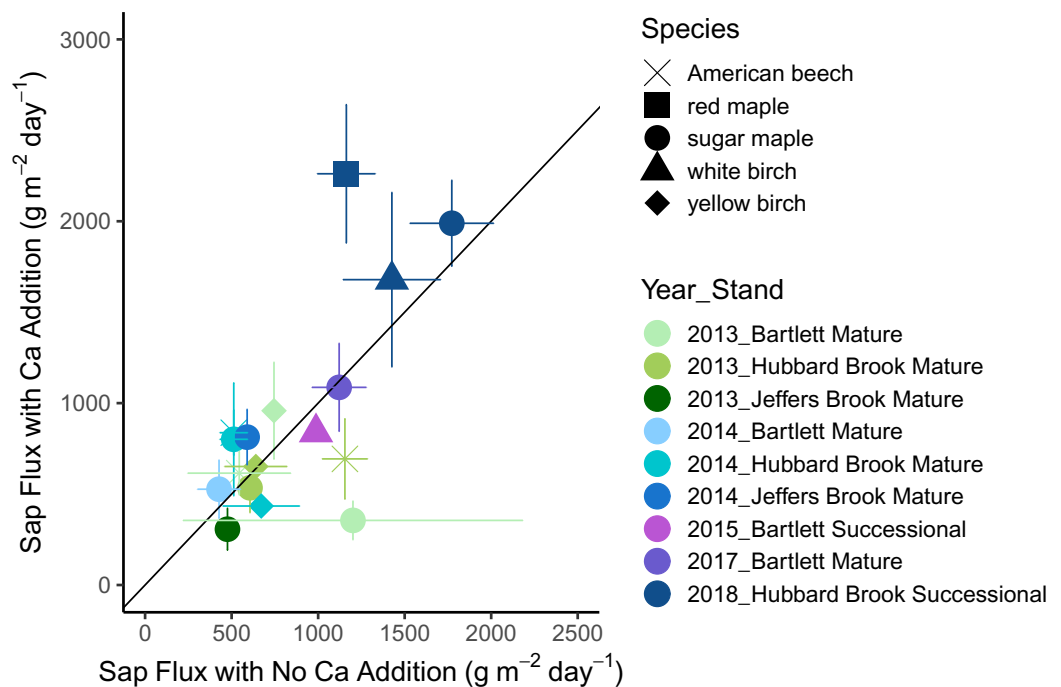 Sap Flux with Ca Addition (g m⁻² day⁻¹)
3000
2000
1000
0
0 500 1000 1500 2000 2500
Sap Flux with No Ca Addition (g m⁻² day⁻¹)
Species
American beech
red maple
sugar maple
white birch
yellow birch
Year_Stand
2013_Bartlett Mature
2013_Hubbard Brook Mature
2013_Jeffers Brook Mature
2014_Bartlett Mature
2014_Hubbard Brook Mature
2014_Jeffers Brook Mature
2015_Bartlett Successional
2017_Bartlett Mature
2018_Hubbard Brook Successional